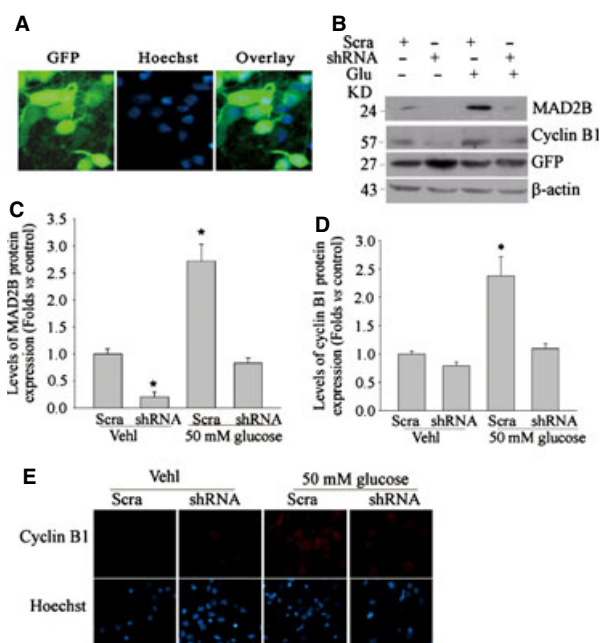 A
GFP Hoechst Overlay
B
Scra + - + -
shRNA - + - +
Glu - - + +
KD
24 MAD2B
57 Cyclin B1
27 GFP
43 β-actin
C
Levels of MAD2B protein
expression (Folds vs control)
3.5
3.0
2.5
2.0
1.5
1.0
0.5
0.0
*
*
Scra shRNA Scra shRNA
Vehl 50 mM glucose
D
Levels of cyclin B1 protein
expression (Folds vs control)
3.0
2.5
2.0
1.5
1.0
0.5
0.0
*
Scra shRNA Scra shRNA
Vehl 50 mM glucose
E
Vehl 50 mM glucose
Scra shRNA Scra shRNA
Cyclin B1
Hoechst